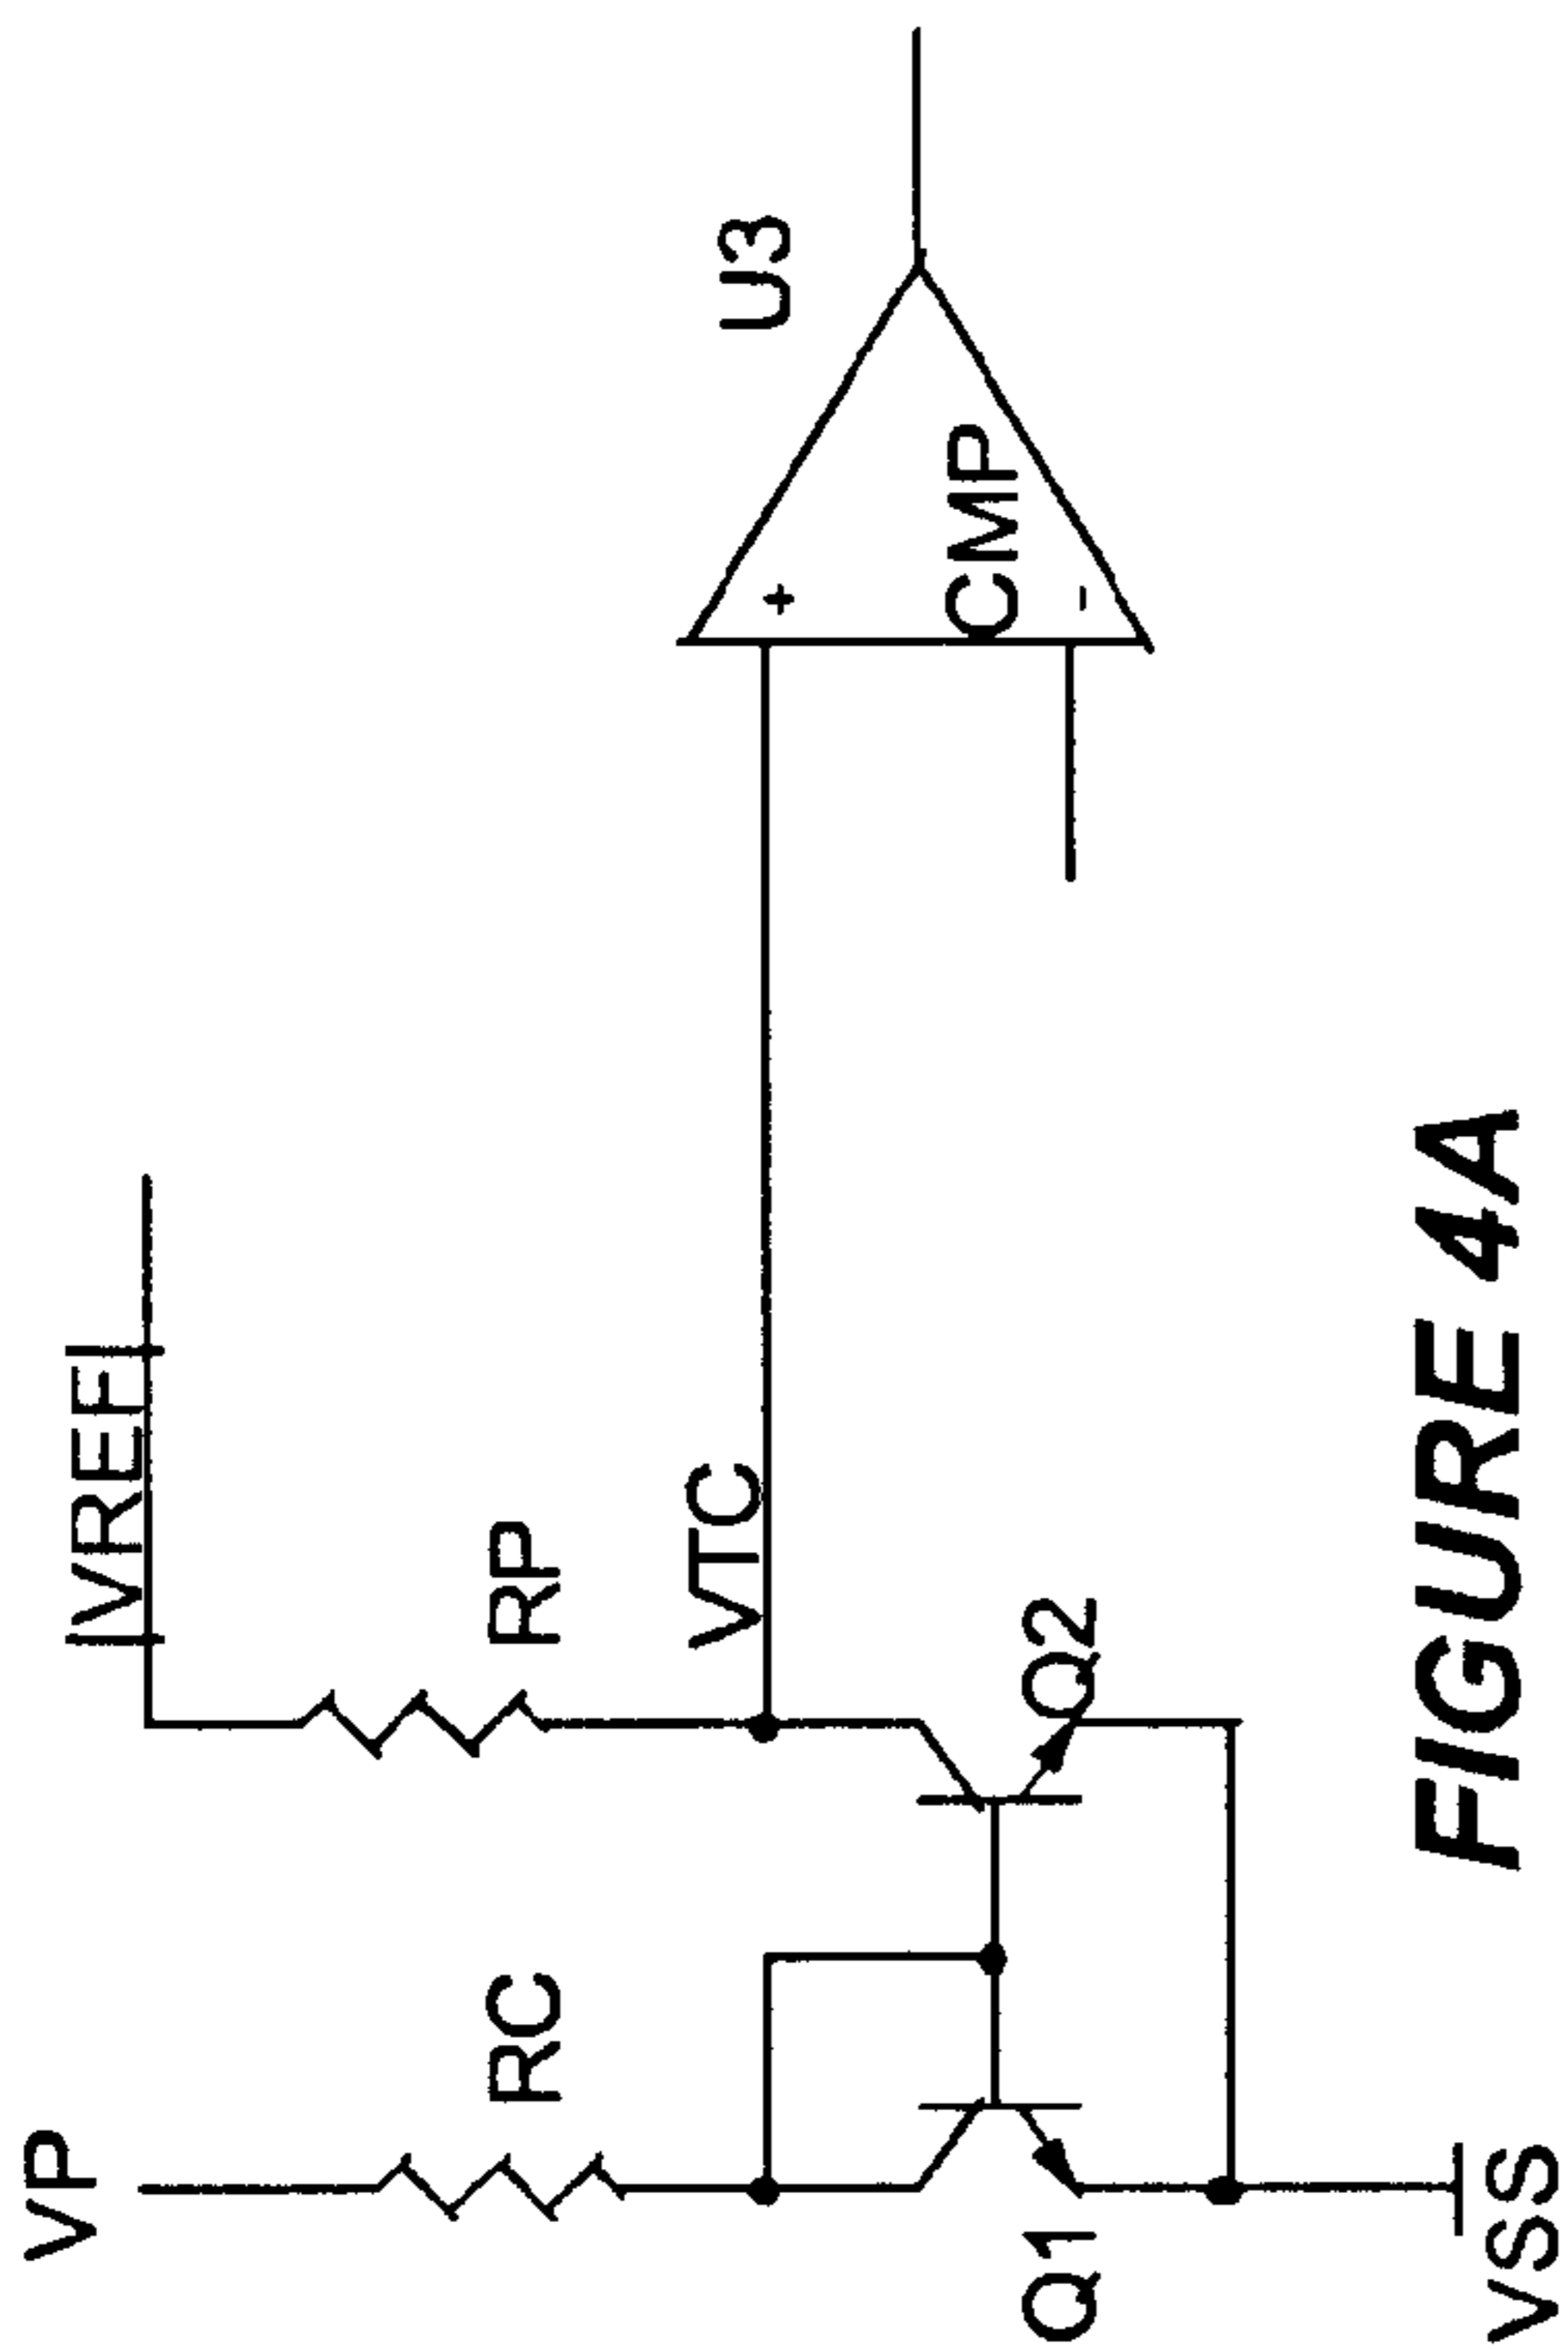 VP
|VREF|
RC
RP
VTC
U3
+
CMP
-
Q1
Q2
VSS
FIGURE 4A